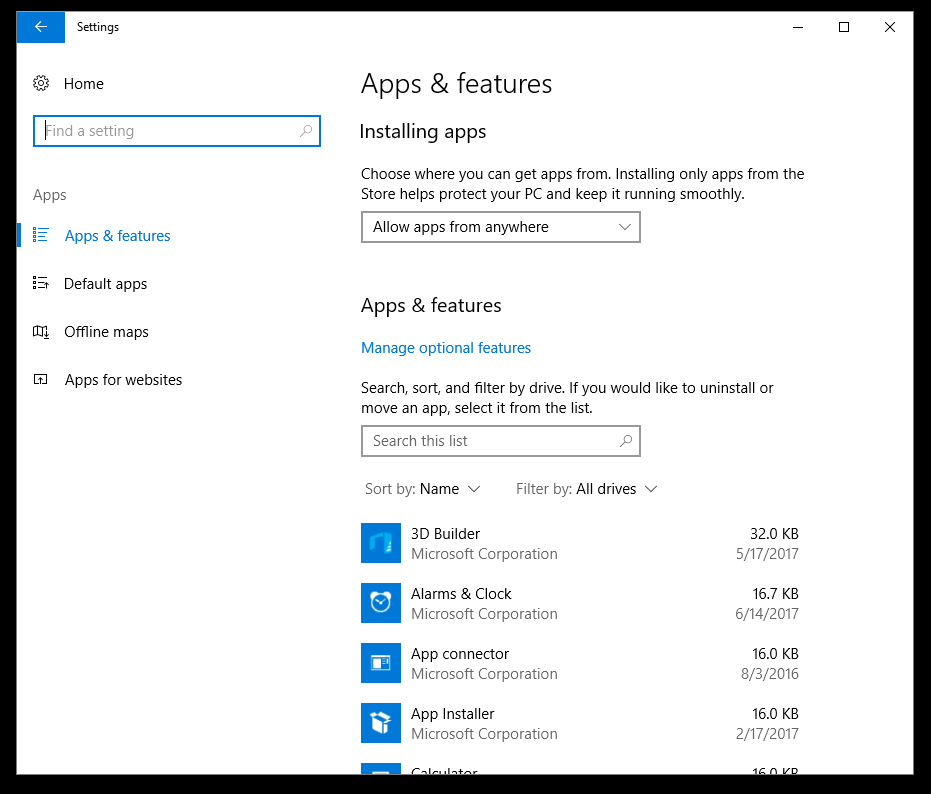 Settings
Home
Find a setting
Apps
Apps & features
Default apps
Offline maps
Apps for websites
Apps & features
Installing apps
Choose where you can get apps from. Installing only apps from the
Store helps protect your PC and keep it running smoothly.
Allow apps from anywhere
Apps & features
Manage optional features
Search, sort, and filter by drive. If you would like to uninstall or
move an app, select it from the list.
Search this list
Sort by: Name Filter by: All drives
3D Builder 32.0 KB
Microsoft Corporation 5/17/2017
Alarms & Clock 16.7 KB
Microsoft Corporation 6/14/2017
App connector 16.0 KB
Microsoft Corporation 8/3/2016
App Installer 16.0 KB
Microsoft Corporation 2/17/2017
Calculator 16.0 KB